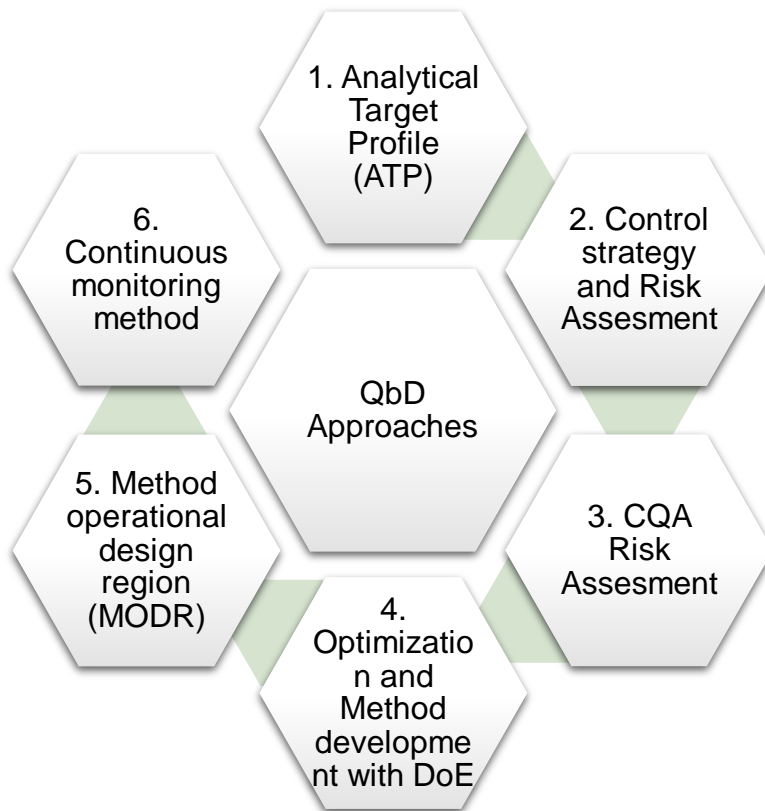 1. Analytical
Target
Profile
(ATP)
2. Control
strategy
and Risk
Assesment
3. CQA
Risk
Assesment
4.
Optimizatio
n and
Method
developme
nt with DoE
5. Method
operational
design
region
(MODR)
6.
Continuous
monitoring
method
QbD
Approaches